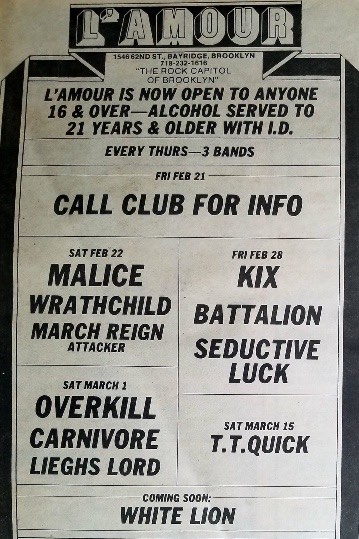 L'AMOUR
1546 62ND ST., BAYRIDGE, BROOKLYN
718-232-1616
"THE ROCK CAPITOL
OF BROOKLYN"
L'AMOUR IS NOW OPEN TO ANYONE
16 & OVER—ALCOHOL SERVED TO
21 YEARS & OLDER WITH I.D.
EVERY THURS—3 BANDS
FRI FEB 21
CALL CLUB FOR INFO
SAT FEB 22
MALICE
WRATHCHILD
MARCH REIGN
ATTACKER
FRI FEB 28
KIX
BATTALION
SEDUCTIVE
LUCK
SAT MARCH 1
OVERKILL
CARNIVORE
LIEGHS LORD
SAT MARCH 15
T.T.QUICK
COMING SOON:
WHITE LION